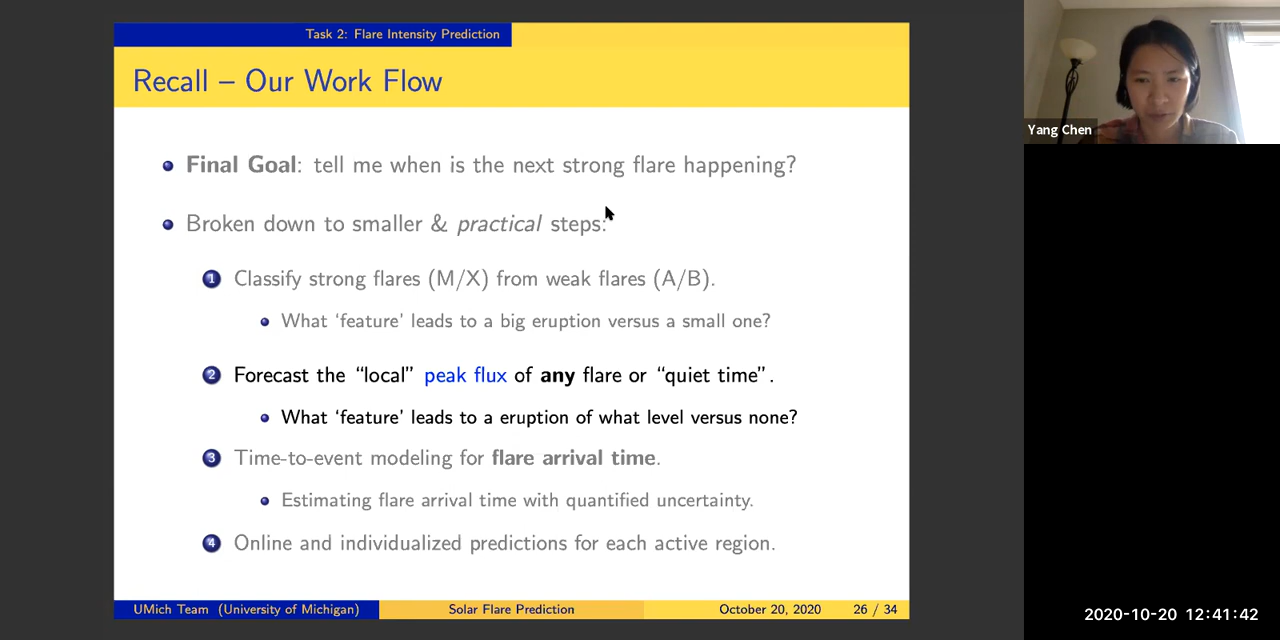 Task 2: Flare Intensity Prediction
Recall – Our Work Flow
Final Goal: tell me when is the next strong flare happening?
Broken down to smaller & practical steps:
1 Classify strong flares (M/X) from weak flares (A/B).
What ‘feature’ leads to a big eruption versus a small one?
2 Forecast the “local” peak flux of any flare or “quiet time”.
What ‘feature’ leads to a eruption of what level versus none?
3 Time-to-event modeling for flare arrival time.
Estimating flare arrival time with quantified uncertainty.
4 Online and individualized predictions for each active region.
UMich Team (University of Michigan) Solar Flare Prediction October 20, 2020 26 / 34
Yang Chen
2020-10-20 12:41:42